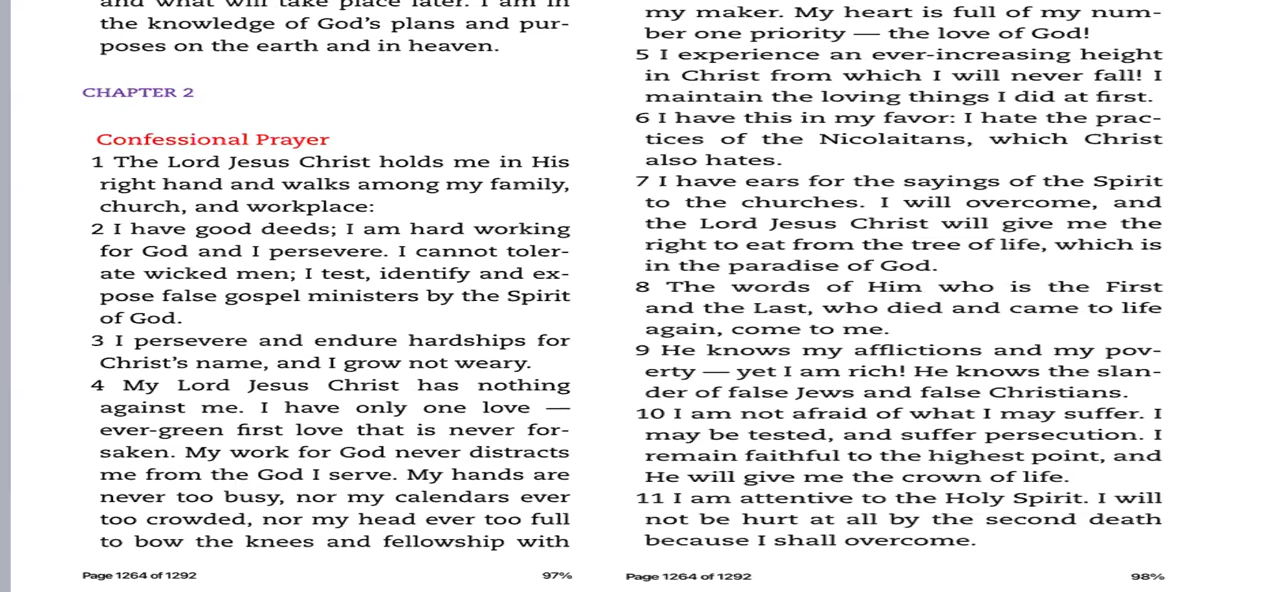 and what will take place later. I am in
the knowledge of God's plans and pur-
poses on the earth and in heaven.
CHAPTER 2
Confessional Prayer
1 The Lord Jesus Christ holds me in His
right hand and walks among my family,
church, and workplace:
2 I have good deeds; I am hard working
for God and I persevere. I cannot toler-
ate wicked men; I test, identify and ex-
pose false gospel ministers by the Spirit
of God.
3 I persevere and endure hardships for
Christ's name, and I grow not weary.
4 My Lord Jesus Christ has nothing
against me. I have only one love —
ever-green first love that is never for-
saken. My work for God never distracts
me from the God I serve. My hands are
never too busy, nor my calendars ever
too crowded, nor my head ever too full
to bow the knees and fellowship with
Page 1264 of 1292 97%
my maker. My heart is full of my num-
ber one priority — the love of God!
5 I experience an ever-increasing height
in Christ from which I will never fall! I
maintain the loving things I did at first.
6 I have this in my favor: I hate the prac-
tices of the Nicolaitans, which Christ
also hates.
7 I have ears for the sayings of the Spirit
to the churches. I will overcome, and
the Lord Jesus Christ will give me the
right to eat from the tree of life, which is
in the paradise of God.
8 The words of Him who is the First
and the Last, who died and came to life
again, come to me.
9 He knows my afflictions and my pov-
erty — yet I am rich! He knows the slan-
der of false Jews and false Christians.
10 I am not afraid of what I may suffer. I
may be tested, and suffer persecution. I
remain faithful to the highest point, and
He will give me the crown of life.
11 I am attentive to the Holy Spirit. I will
not be hurt at all by the second death
because I shall overcome.
Page 1264 of 1292 98%